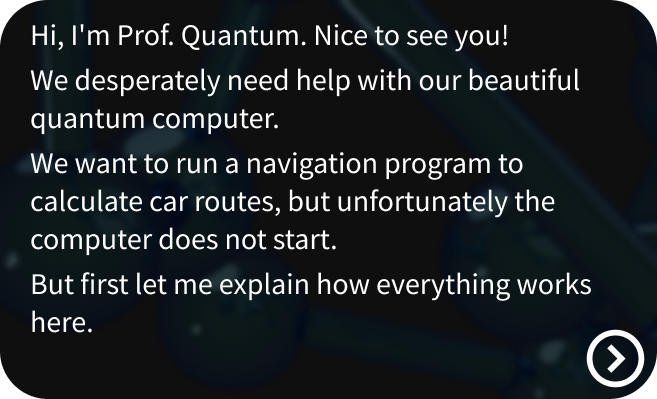 Hi, I'm Prof. Quantum. Nice to see you!
We desperately need help with our beautiful
quantum computer.
We want to run a navigation program to
calculate car routes, but unfortunately the
computer does not start.
But first let me explain how everything works
here.